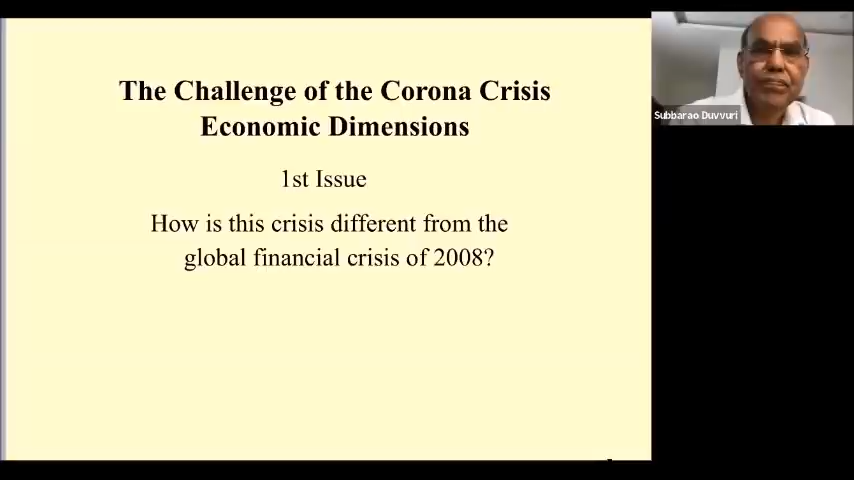 The Challenge of the Corona Crisis
Economic Dimensions
1st Issue
How is this crisis different from the
global financial crisis of 2008?
Subbarao Duvvuri